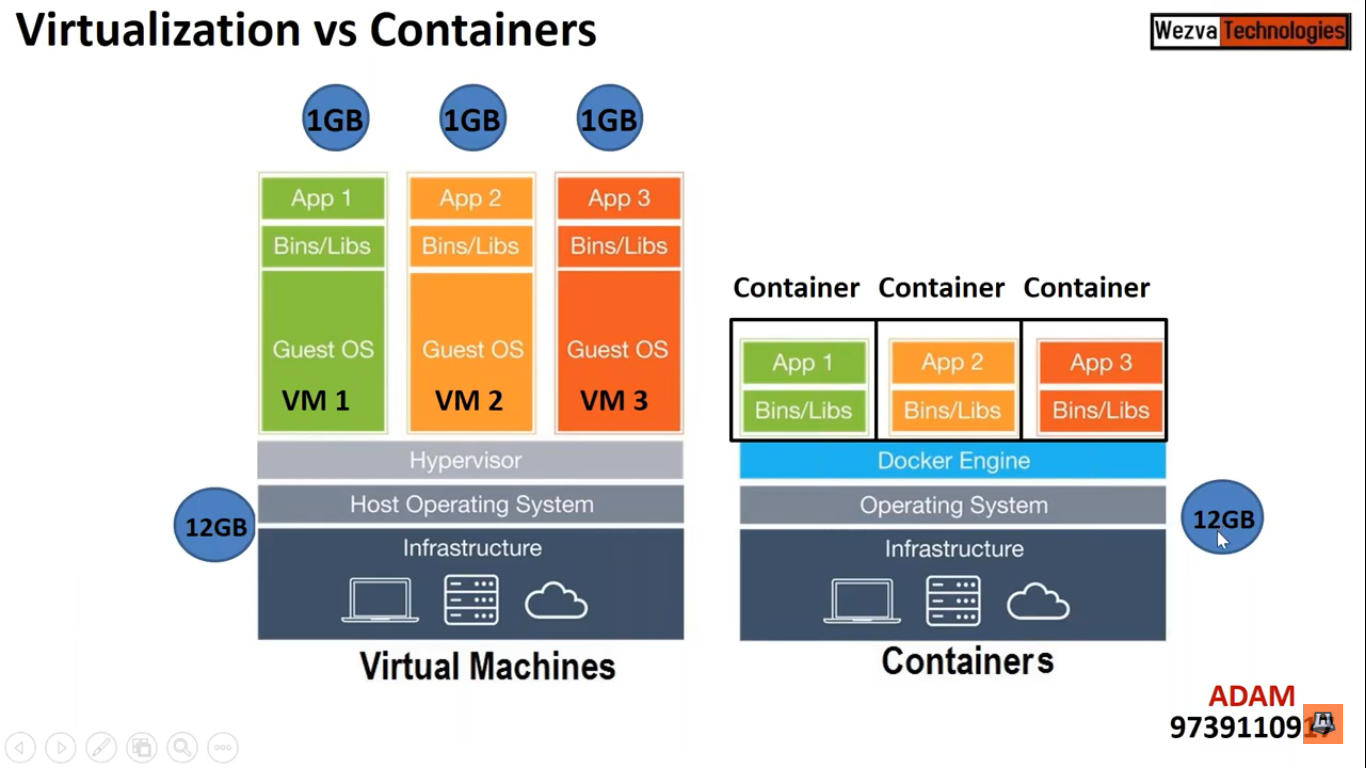 Virtualization vs Containers
Wezva Technologies
1GB 1GB 1GB
App 1 App 2 App 3
Bins/Libs Bins/Libs Bins/Libs
Guest OS Guest OS Guest OS
VM 1 VM 2 VM 3
Hypervisor
Host Operating System
12GB
Infrastructure
Virtual Machines
Container Container Container
App 1 App 2 App 3
Bins/Libs Bins/Libs Bins/Libs
Docker Engine
Operating System
12GB
Infrastructure
Containers
ADAM